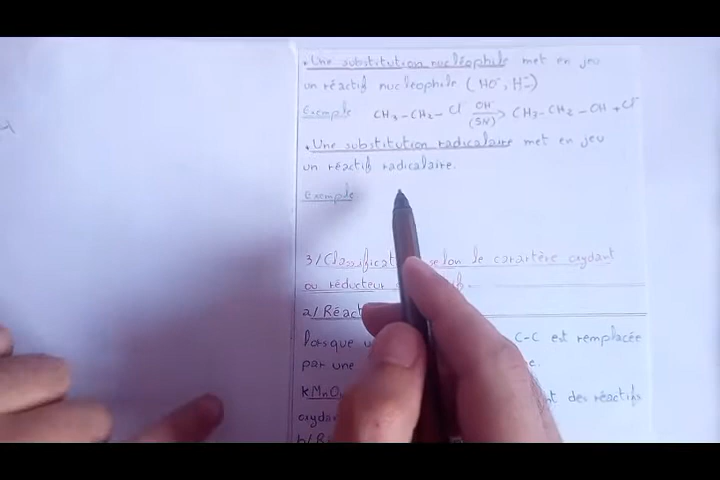 • Une substitution nucléophile met en jeu
un réactif nucléophile (HO⁻, H⁻)
Exemple CH3-CH2-Cl OH⁻ (SN) → CH3-CH2-OH + Cl⁻
• Une substitution radicalaire met en jeu
un réactif radicalaire.
Exemple
3/ Classificat selon le caractère oxydant
ou réducteur
a/ Réact
lorsque C-C est remplacée
par une
KMnO des réactifs
oxyda
b/ R